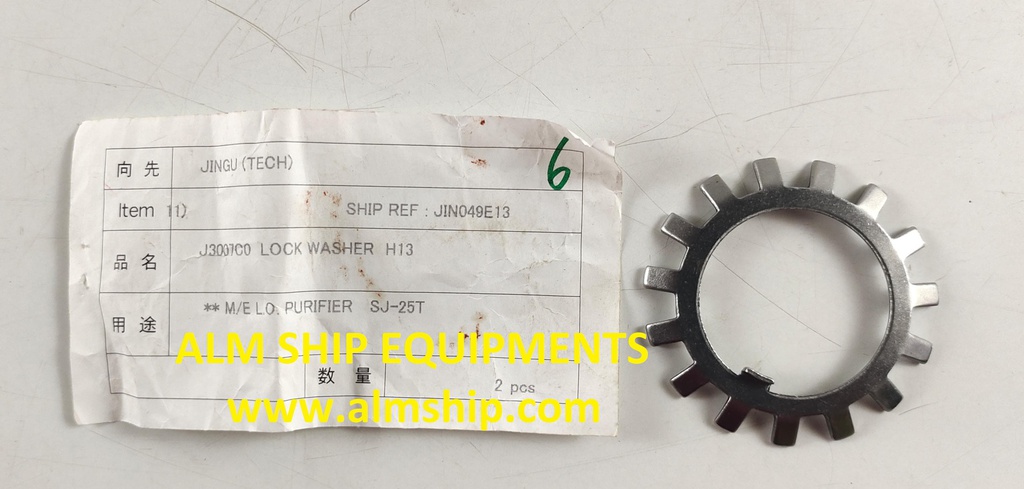 向先 JINGU(TECH) 6
Item 11) SHIP REF : JIN049E13
品名 J3007C0 LOCK WASHER H13
用途 ** M/E LO. PURIFIER SJ-25T
ALM SHIP EQUIPMENTS
数量 2 pcs
www.almship.com